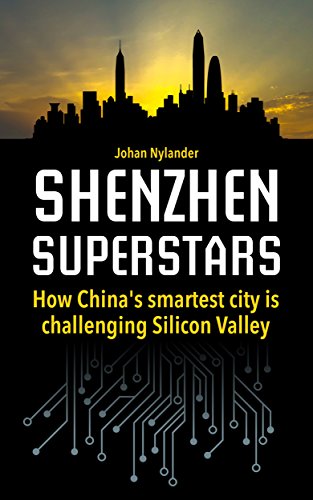 Johan Nylander
SHENZHEN
SUPERSTARS
How China's smartest city is
challenging Silicon Valley